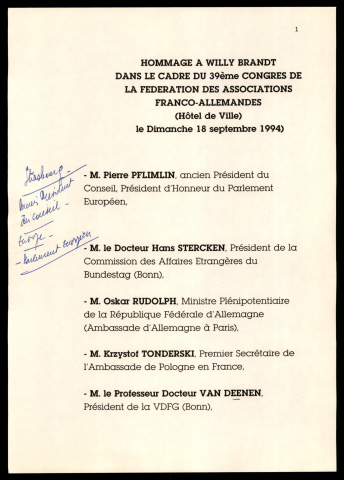 1
HOMMAGE A WILLY BRANDT
DANS LE CADRE DU 39ème CONGRES DE
LA FEDERATION DES ASSOCIATIONS
FRANCO-ALLEMANDES
(Hôtel de Ville)
le Dimanche 18 septembre 1994)
Strasbourg -
Président
Europe -
- Parlement Européen
- M. Pierre PFLIMLIN, ancien Président du
Conseil, Président d'Honneur du Parlement
Européen,
- M. le Docteur Hans STERCKEN, Président de la
Commission des Affaires Etrangères du
Bundestag (Bonn),
- M. Oskar RUDOLPH, Ministre Plénipotentiaire
de la République Fédérale d'Allemagne
(Ambassade d'Allemagne à Paris),
- M. Krzystof TONDERSKI, Premier Secrétaire de
l'Ambassade de Pologne en France,
- M. le Professeur Docteur VAN DEENEN,
Président de la VDFG (Bonn),